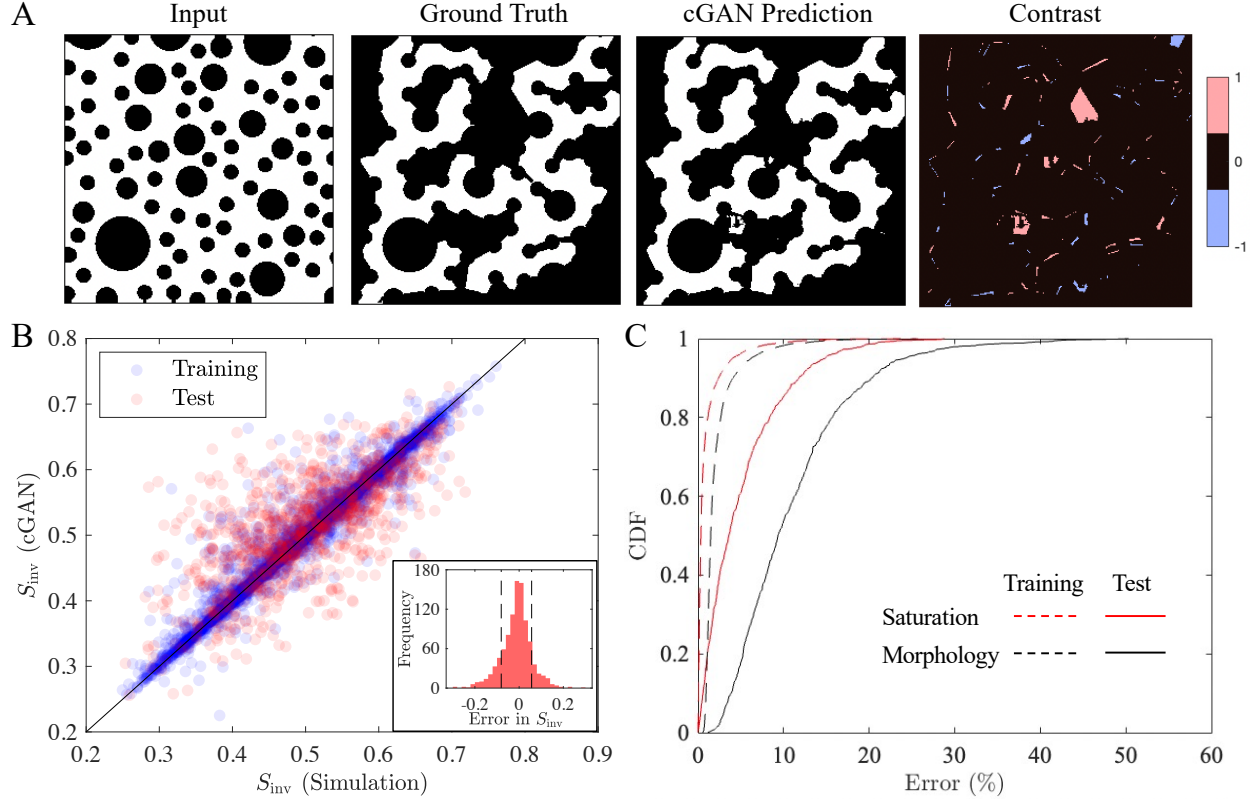 A
Input
Ground Truth
cGAN Prediction
Contrast
1
0
-1
B
0.8
0.7
0.6
0.5
0.4
0.3
0.2
S_inv (cGAN)
Training
Test
180
120
60
0
Frequency
-0.2
0
0.2
Error in S_inv
0.2
0.3
0.4
0.5
0.6
0.7
0.8
0.9
S_inv (Simulation)
C
1
0.8
0.6
0.4
0.2
0
CDF
Training
Test
Saturation
Morphology
0
10
20
30
40
50
60
Error (%)